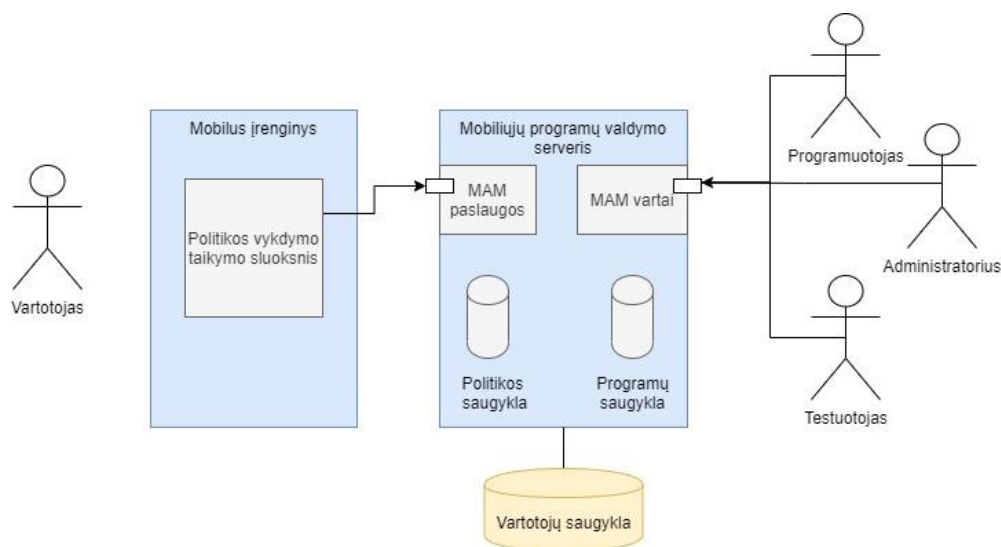 Mobilus įrenginys
Mobiliųjų programų valdymo
serveris
Programuotojas
MAM
paslaugos
MAM vartai
Politikos vykdymo
taikymo sluoksnis
Administratorius
Vartotojas
Politikos
saugykla
Programų
saugykla
Testuotojas
Vartotojų saugykla